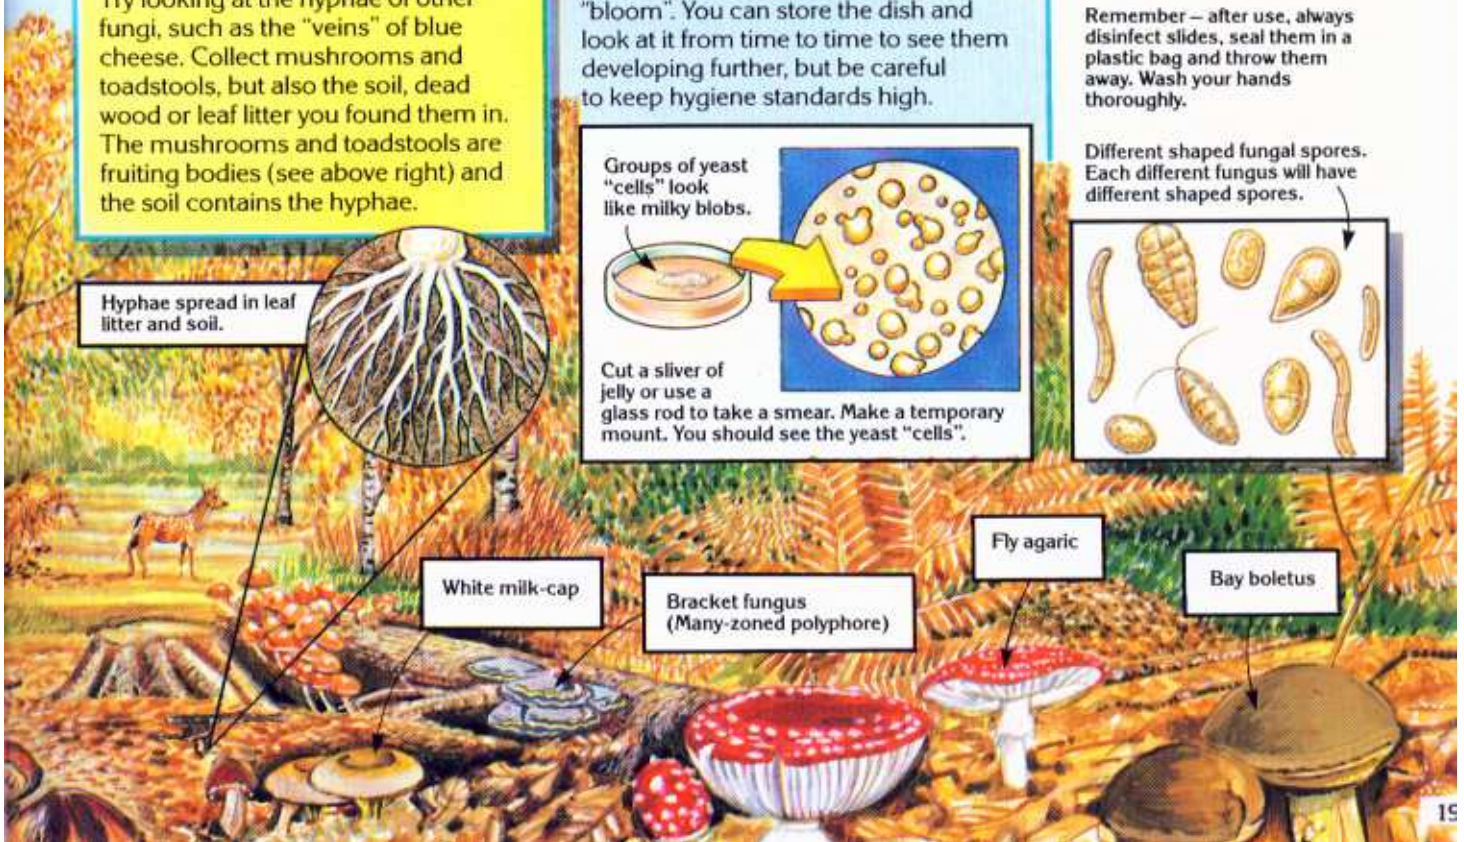 Try looking at the hyphae of other
fungi, such as the “veins” of blue
cheese. Collect mushrooms and
toadstools, but also the soil, dead
wood or leaf litter you found them in.
The mushrooms and toadstools are
fruiting bodies (see above right) and
the soil contains the hyphae.
"bloom". You can store the dish and
look at it from time to time to see them
developing further, but be careful
to keep hygiene standards high.
Remember – after use, always
disinfect slides, seal them in a
plastic bag and throw them
away. Wash your hands
thoroughly.
Groups of yeast
“cells” look
like milky blobs.
Cut a sliver of
jelly or use a
glass rod to take a smear. Make a temporary
mount. You should see the yeast “cells”.
Different shaped fungal spores.
Each different fungus will have
different shaped spores.
Hyphae spread in leaf
litter and soil.
White milk-cap
Bracket fungus
(Many-zoned polyphore)
Fly agaric
Bay boletus
19